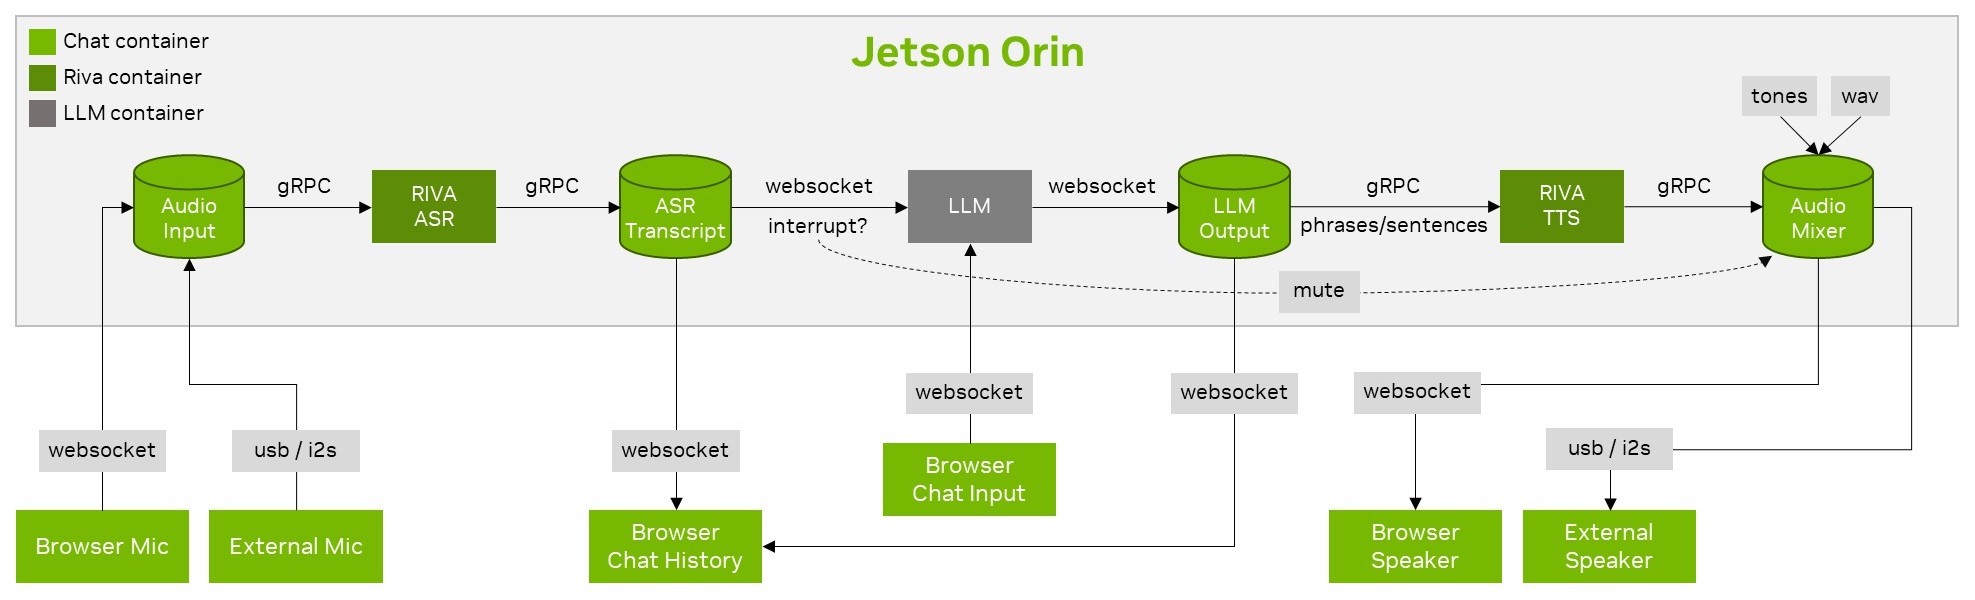 Chat container
Riva container
LLM container
Jetson Orin
tones
wav
Audio
Input
gRPC
RIVA
ASR
gRPC
ASR
Transcript
websocket
interrupt?
LLM
websocket
LLM
Output
gRPC
phrases/sentences
RIVA
TTS
gRPC
Audio
Mixer
mute
websocket
usb / i2s
websocket
websocket
websocket
websocket
usb / i2s
Browser Mic
External Mic
Browser
Chat History
Browser
Chat Input
Browser
Speaker
External
Speaker